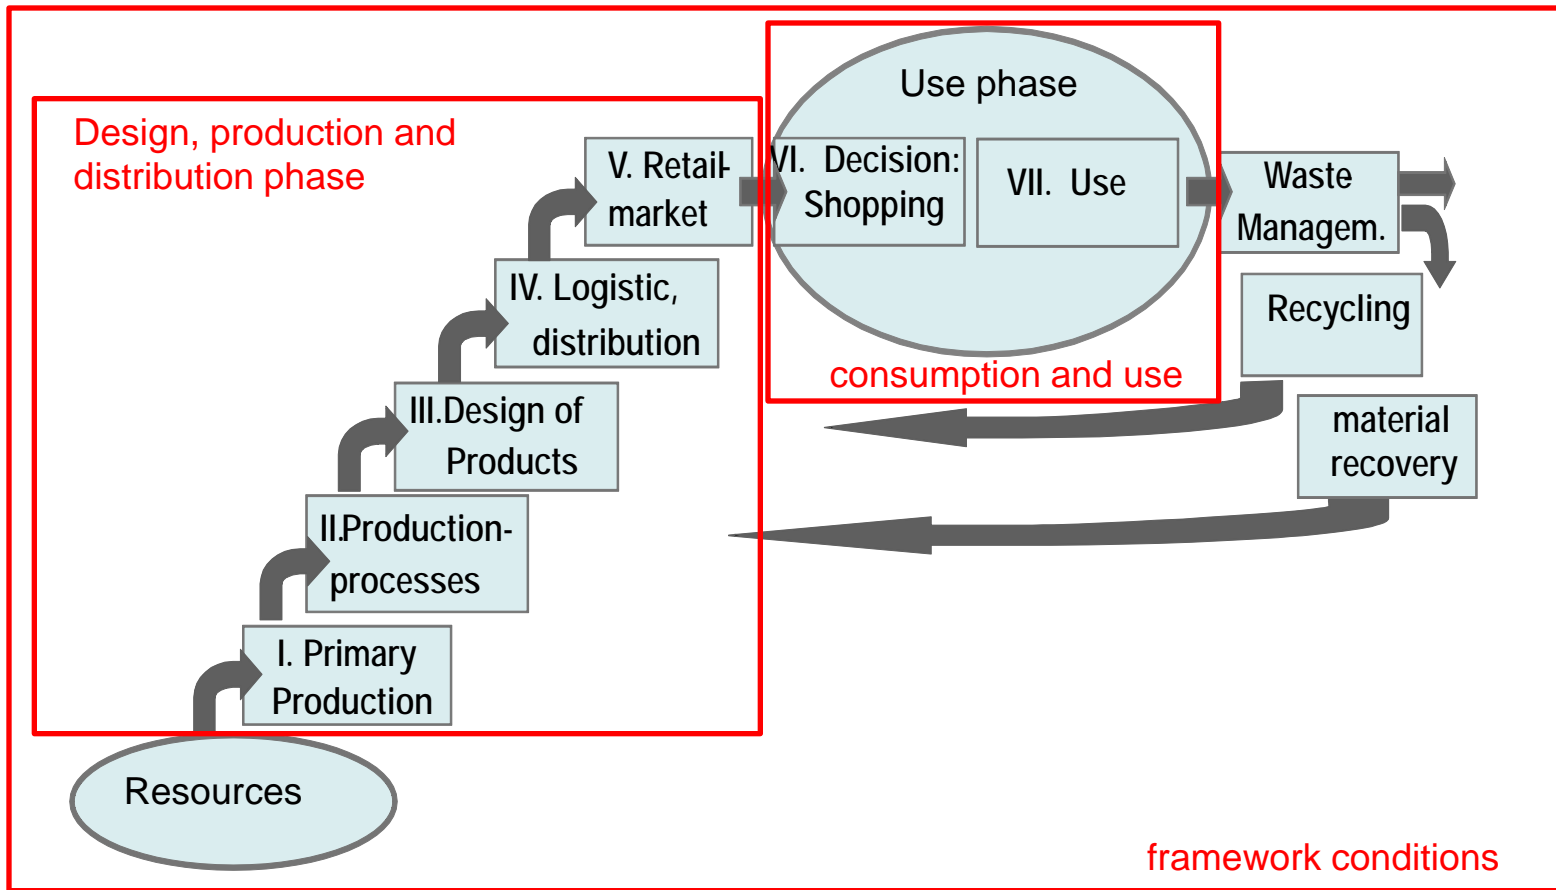 Use phase
Design, production and
distribution phase
V. Retail-
market
VI. Decision:
Shopping
VII. Use
Waste
Managem.
IV. Logistic,
distribution
Recycling
consumption and use
III.Design of
Products
material
recovery
II.Production-
processes
I. Primary
Production
Resources
framework conditions